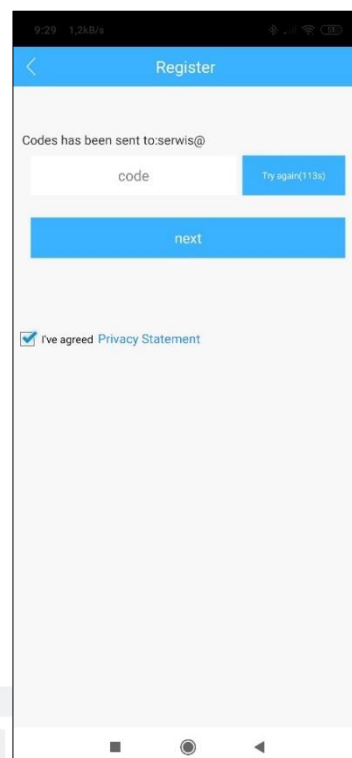 9:29 1,2kB/s
Register
Codes has been sent to:serwis@
code Try again(113s)
next
I've agreed Privacy Statement